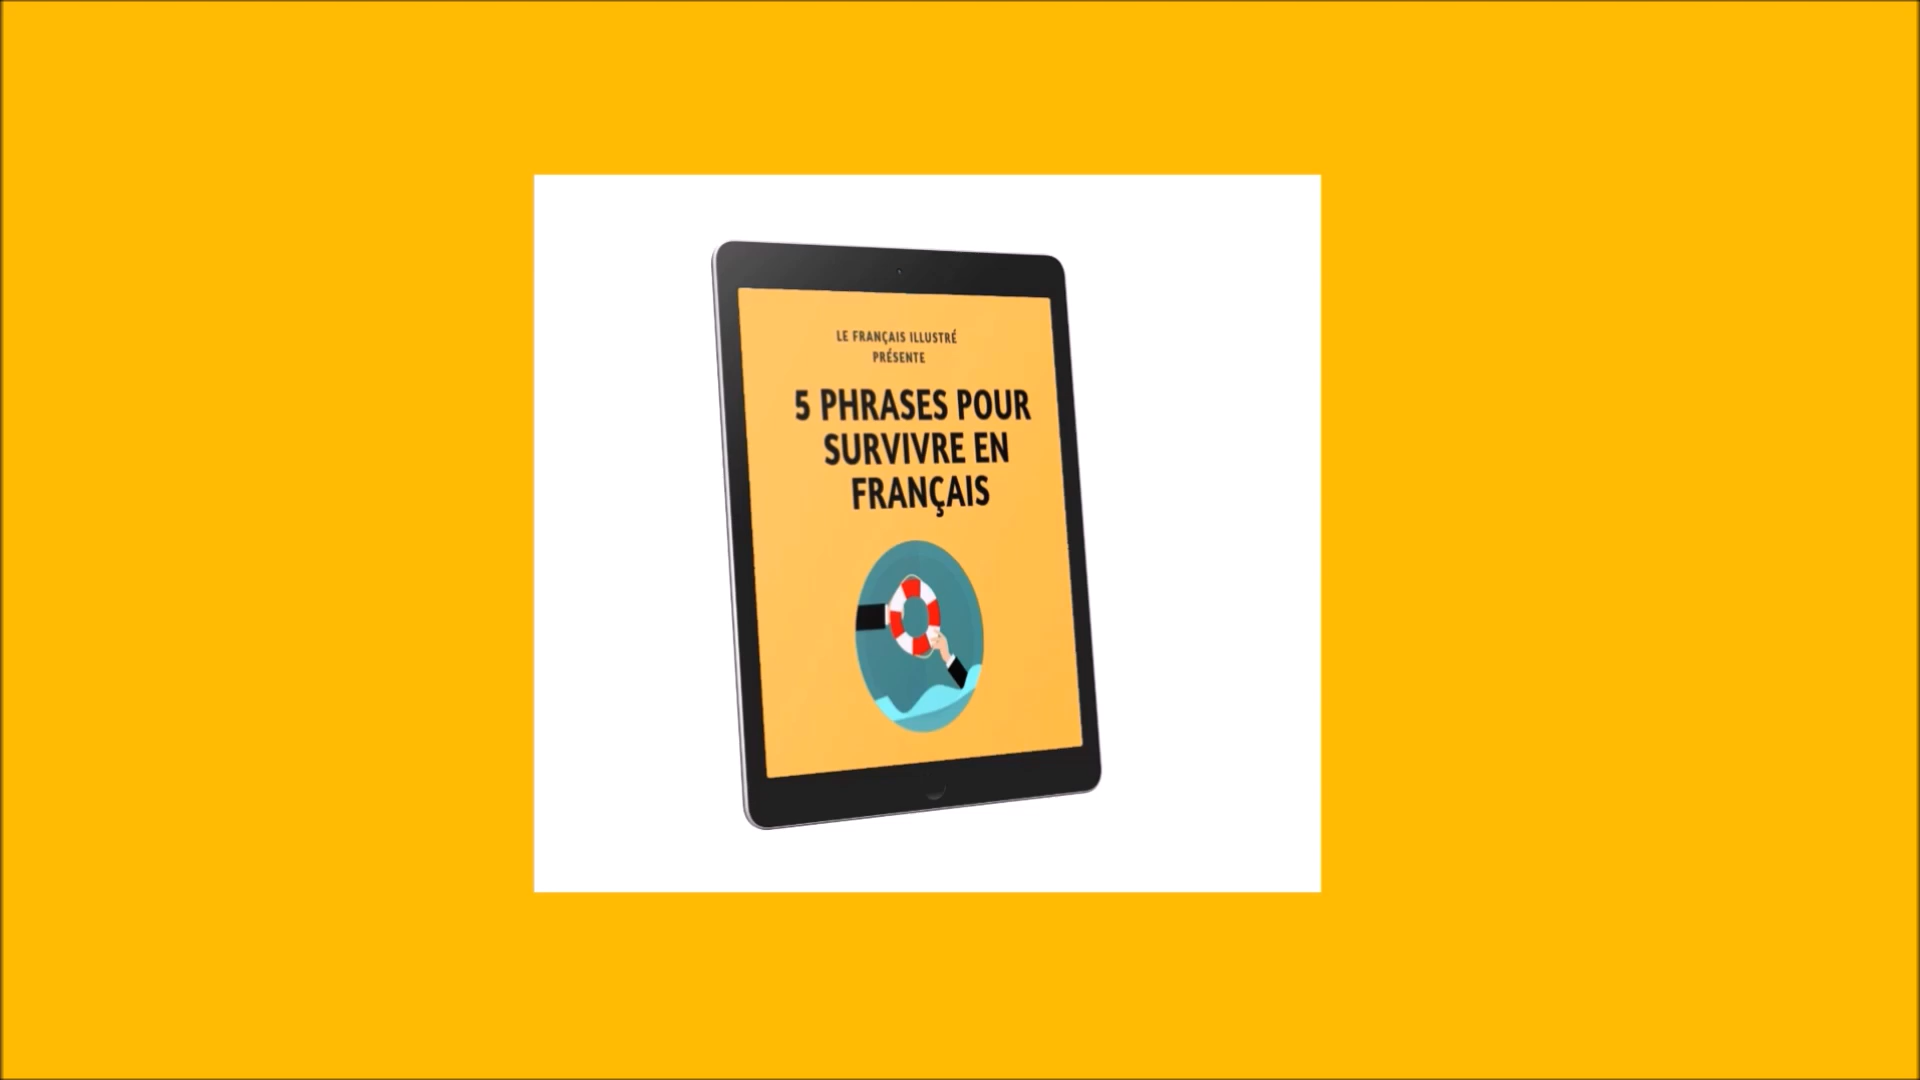 LE FRANÇAIS ILLUSTRÉ
PRÉSENTE
5 PHRASES POUR
SURVIVRE EN
FRANÇAIS